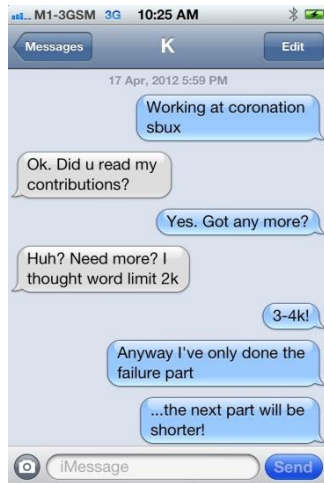 M1-3GSM 3G 10:25 AM
Messages K Edit
17 Apr, 2012 5:59 PM
Working at coronation
sbux
Ok. Did u read my
contributions?
Yes. Got any more?
Huh? Need more? I
thought word limit 2k
3-4k!
Anyway I've only done the
failure part
...the next part will be
shorter!
iMessage Send